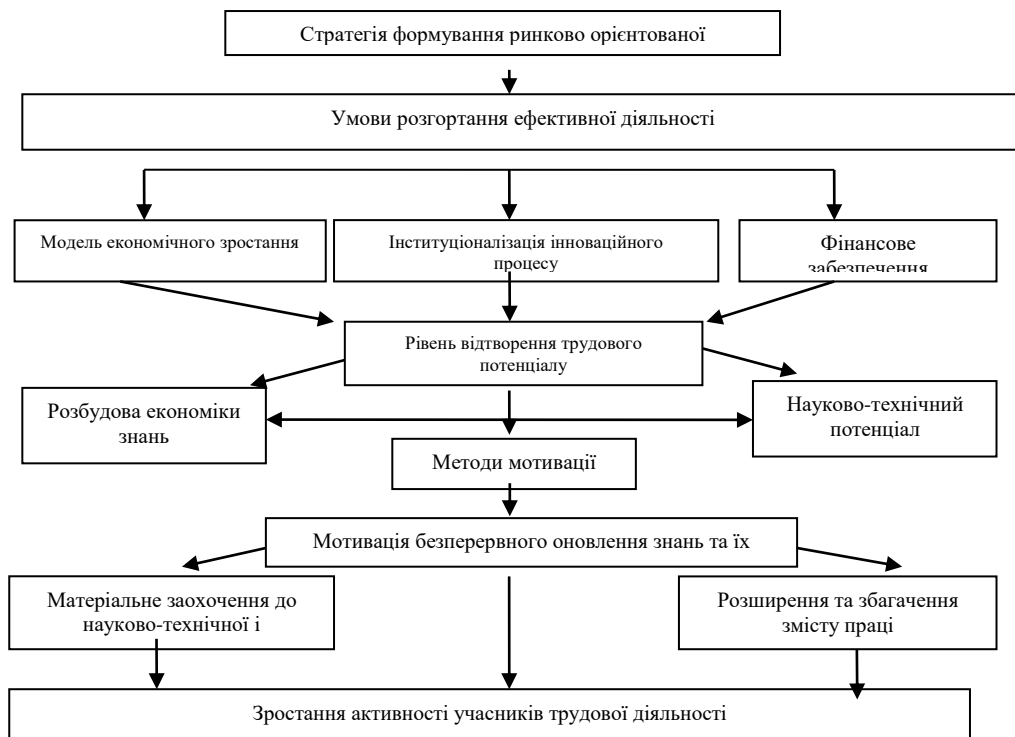 Стратегія формування ринково орієнтованої
Умови розгортання ефективної діяльності
Модель економічного зростання
Інституціоналізація інноваційного
процесу
Фінансове
забезпечення
Рівень відтворення трудового
потенціалу
Розбудова економіки
знань
Науково-технічний
потенціал
Методи мотивації
Мотивація безперервного оновлення знань та їх
Матеріальне заохочення до
науково-технічної і
Розширення та збагачення
змісту праці
Зростання активності учасників трудової діяльності